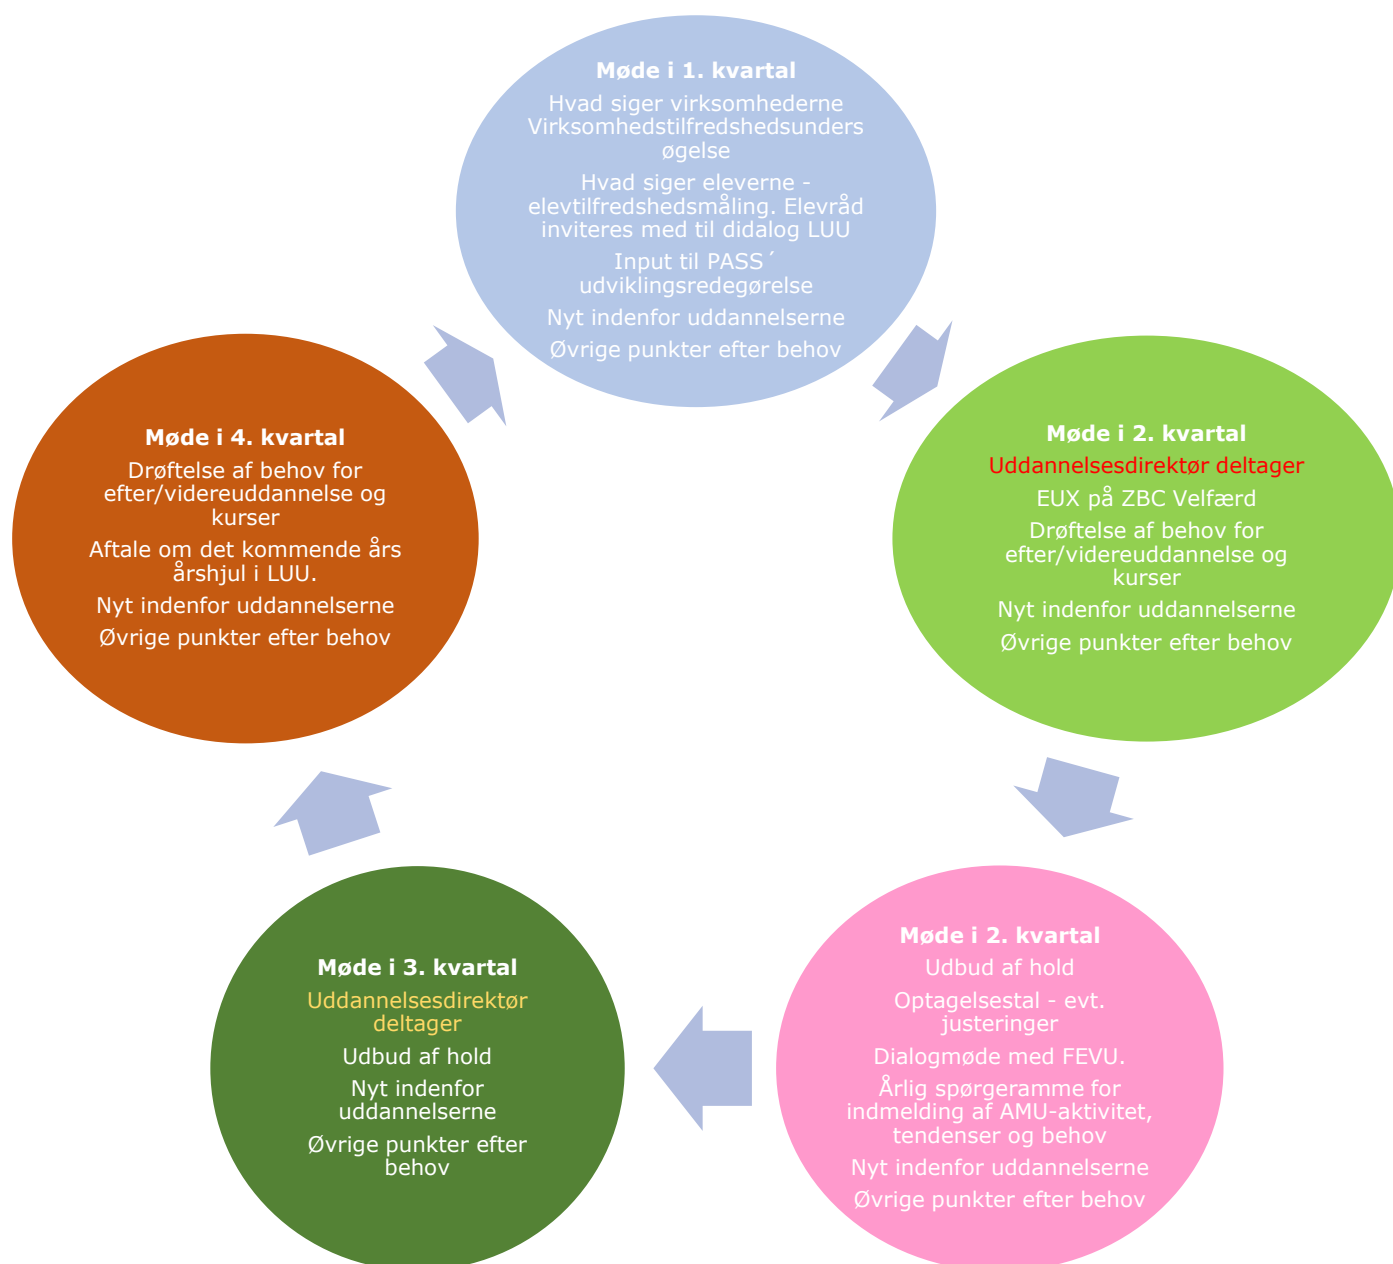 Møde i 1. kvartal
Hvad siger virksomhederne
Virksomhedstilfredshedsunders
øgelse
Hvad siger eleverne -
elevtilfredshedsmåling. Elevråd
inviteres med til didalog LUU
Input til PASS´
udviklingsredegørelse
Nyt indenfor uddannelserne
Øvrige punkter efter behov
Møde i 2. kvartal
Uddannelsesdirektør deltager
EUX på ZBC Velfærd
Drøftelse af behov for
efter/videreuddannelse og
kurser
Nyt indenfor uddannelserne
Øvrige punkter efter behov
Møde i 2. kvartal
Udbud af hold
Optagelsestal - evt.
justeringer
Dialogmøde med FEVU.
Årlig spørgeramme for
indmelding af AMU-aktivitet,
tendenser og behov
Nyt indenfor uddannelserne
Øvrige punkter efter behov
Møde i 3. kvartal
Uddannelsesdirektør
deltager
Udbud af hold
Nyt indenfor
uddannelserne
Øvrige punkter efter
behov
Møde i 4. kvartal
Drøftelse af behov for
efter/videreuddannelse og
kurser
Aftale om det kommende års
årshjul i LUU.
Nyt indenfor uddannelserne
Øvrige punkter efter behov